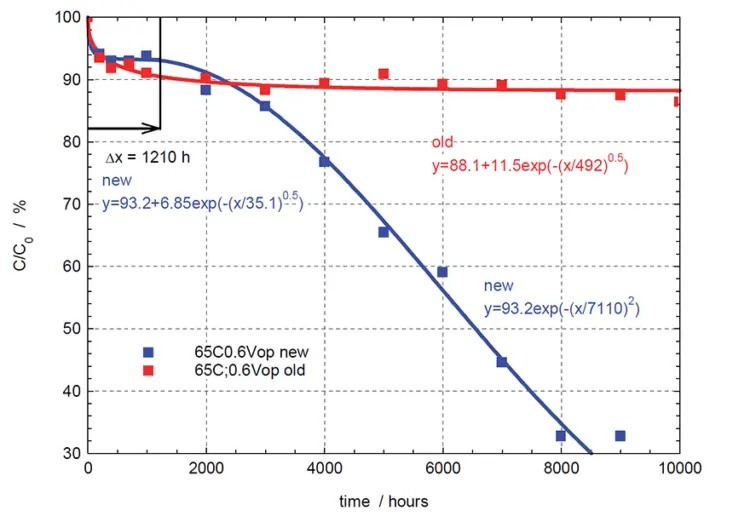 100
90
80
70
60
50
40
30
C/C0 / %
Δx = 1210 h
new
y=93.2+6.85exp(-(x/35.1)^0.5)
old
y=88.1+11.5exp(-(x/492)^0.5)
new
y=93.2exp(-(x/7110)^2)
65C0.6Vop new
65C;0.6Vop old
0 2000 4000 6000 8000 10000
time / hours